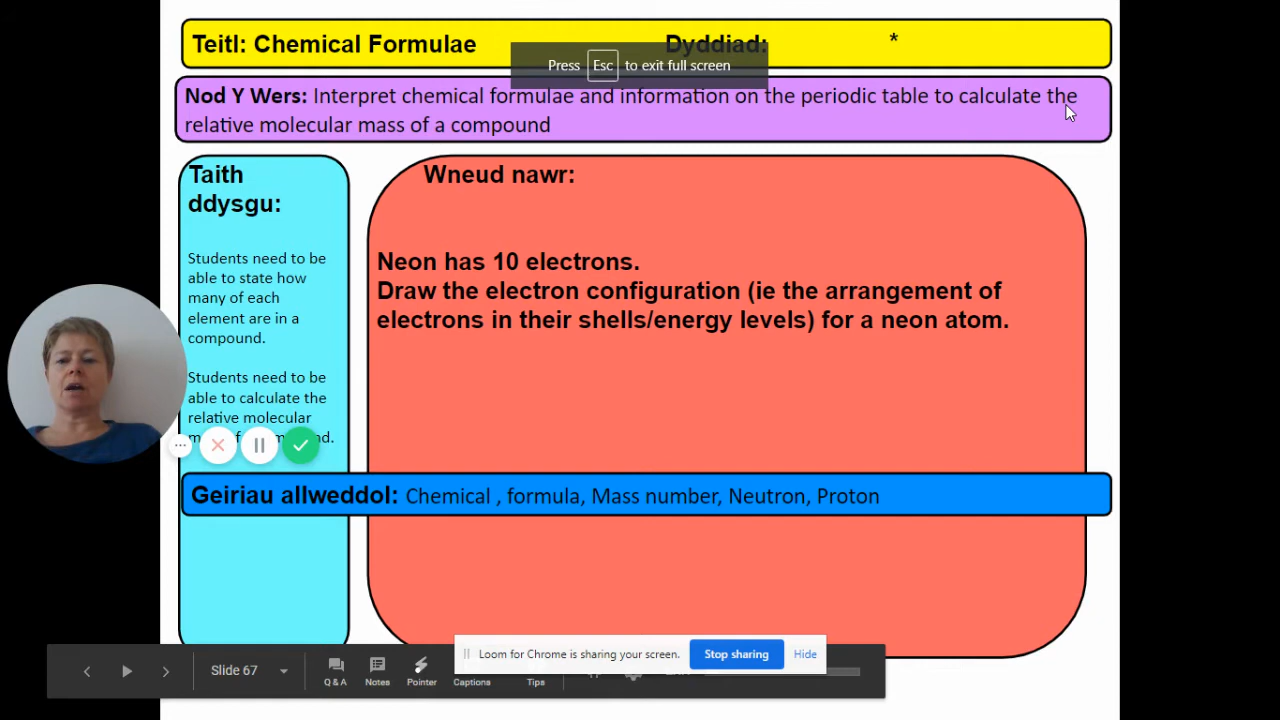 Teitl: Chemical Formulae Dyddiad: *
Press Esc to exit full screen
Nod Y Wers: Interpret chemical formulae and information on the periodic table to calculate the
relative molecular mass of a compound
Taith
ddysgu:
Students need to be
able to state how
many of each
element are in a
compound.
Students need to be
able to calculate the
relative molecular
Wneud nawr:
Neon has 10 electrons.
Draw the electron configuration (ie the arrangement of
electrons in their shells/energy levels) for a neon atom.
Geiriau allweddol: Chemical , formula, Mass number, Neutron, Proton
Loom for Chrome is sharing your screen. Stop sharing Hide
Slide 67
Q & A Notes Pointer Captions Tips